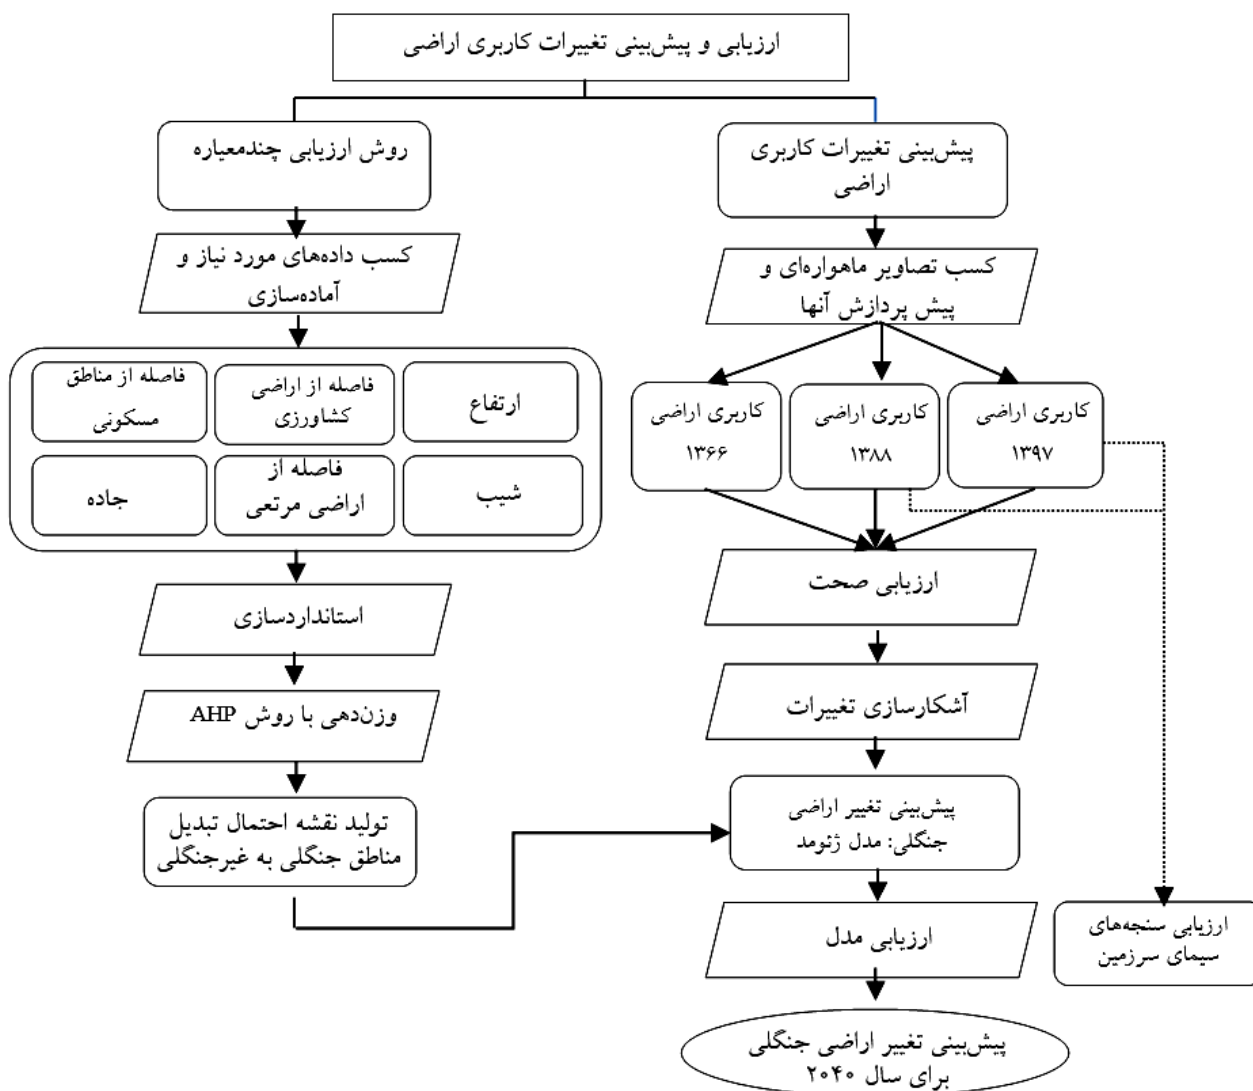 ارزیابی و پیش‌بینی تغییرات کاربری اراضی
پیش‌بینی تغییرات کاربری
اراضی
کسب تصاویر ماهواره‌ای و
پیش پردازش آنها
کاربری اراضی
۱۳۹۷
کاربری اراضی
۱۳۸۸
کاربری اراضی
۱۳۶۶
ارزیابی صحت
آشکارسازی تغییرات
پیش‌بینی تغییر اراضی
جنگلی: مدل ژئومد
ارزیابی مدل
پیش‌بینی تغییر اراضی جنگلی
برای سال ۲۰۴۰
ارزیابی سنجه‌های
سیمای سرزمین
روش ارزیابی چندمعیاره
کسب داده‌های مورد نیاز و
آماده‌سازی
ارتفاع
فاصله از اراضی
کشاورزی
فاصله از مناطق
مسکونی
شیب
فاصله از
اراضی مرتعی
جاده
استانداردسازی
وزن‌دهی با روش AHP
تولید نقشه احتمال تبدیل
مناطق جنگلی به غیرجنگلی